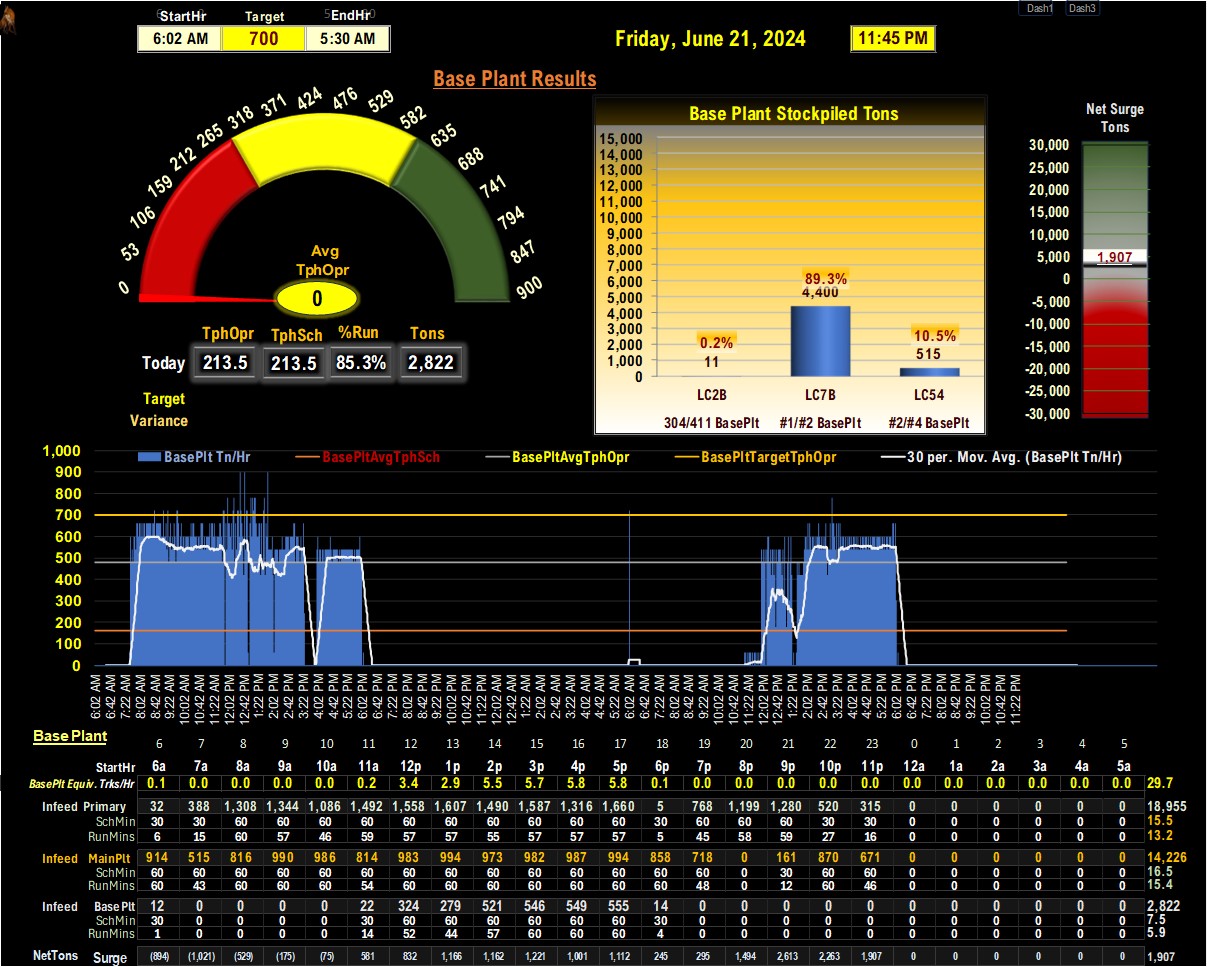 StartHr Target EndHr
6:02 AM 700 5:30 AM
Friday, June 21, 2024 11:45 PM
Dash1 Dash3
Base Plant Results
0 53 106 159 212 265 318 371 424 476 529 582 635 688 741 794 847 900
Avg
TphOpr
0
TphOpr TphSch %Run Tons
Today 213.5 213.5 85.3% 2,822
Target
Variance
Base Plant Stockpiled Tons
15,000
14,000
13,000
12,000
11,000
10,000
9,000
8,000
7,000
6,000
5,000
4,000
3,000
2,000
1,000
0
0.2%
11
89.3%
4,400
10.5%
515
LC2B LC7B LC54
304/411 BasePlt #1/#2 BasePlt #2/#4 BasePlt
Net Surge
Tons
30,000
25,000
20,000
15,000
10,000
5,000
0
-5,000
-10,000
-15,000
-20,000
-25,000
-30,000
1,907
BasePlt Tn/Hr BasePltAvgTphSch BasePltAvgTphOpr BasePltTargetTphOpr 30 per. Mov. Avg. (BasePlt Tn/Hr)
1,000
900
800
700
600
500
400
300
200
100
0
6:02 AM 6:42 AM 7:22 AM 8:02 AM 8:42 AM 9:22 AM 10:02 AM 10:42 AM 11:22 AM 12:02 PM 12:42 PM 1:22 PM 2:02 PM 2:42 PM 3:22 PM 4:02 PM 4:42 PM 5:22 PM 6:02 PM 6:42 PM 7:22 PM 8:02 PM 8:42 PM 9:22 PM 10:02 PM 10:42 PM 11:22 PM 12:02 AM 12:42 AM 1:22 AM 2:02 AM 2:42 AM 3:22 AM 4:02 AM 4:42 AM 5:22 AM 6:02 AM 6:42 AM 7:22 AM 8:02 AM 8:42 AM 9:22 AM 10:02 AM 10:42 AM 11:22 AM 12:02 PM 12:42 PM 1:22 PM 2:02 PM 2:42 PM 3:22 PM 4:02 PM 4:42 PM 5:22 PM 6:02 PM 6:42 PM 7:22 PM 8:02 PM 8:42 PM 9:22 PM 10:02 PM 10:42 PM 11:22 PM
Base Plant
6 7 8 9 10 11 12 13 14 15 16 17 18 19 20 21 22 23 0 1 2 3 4 5
StartHr 6a 7a 8a 9a 10a 11a 12p 1p 2p 3p 4p 5p 6p 7p 8p 9p 10p 11p 12a 1a 2a 3a 4a 5a
BasePlt Equiv. Trks/Hr 0.1 0.0 0.0 0.0 0.0 0.2 3.4 2.9 5.5 5.7 5.8 5.8 0.1 0.0 0.0 0.0 0.0 0.0 0.0 0.0 0.0 0.0 0.0 0.0 29.7
Infeed Primary 32 388 1,308 1,344 1,086 1,492 1,558 1,607 1,490 1,587 1,316 1,660 5 768 1,199 1,280 520 315 0 0 0 0 0 0 18,955
SchMin 30 30 60 60 60 60 60 60 60 60 60 60 30 60 60 60 30 30 0 0 0 0 0 0 15.5
RunMins 6 15 60 57 46 59 57 57 55 57 57 57 5 45 58 59 27 16 0 0 0 0 0 0 13.2
Infeed MainPlt 914 515 816 990 986 814 983 994 973 982 987 994 858 718 0 161 870 671 0 0 0 0 0 0 14,226
SchMin 60 60 60 60 60 60 60 60 60 60 60 60 60 60 0 30 60 60 0 0 0 0 0 0 16.5
RunMins 60 43 60 60 60 54 60 60 60 60 60 60 60 48 0 12 60 46 0 0 0 0 0 0 15.4
Infeed BasePlt 12 0 0 0 0 22 324 279 521 546 549 555 14 0 0 0 0 0 0 0 0 0 0 0 2,822
SchMin 30 0 0 0 0 30 60 60 60 60 60 60 30 0 0 0 0 0 0 0 0 0 0 0 7.5
RunMins 1 0 0 0 0 14 52 44 57 60 60 60 4 0 0 0 0 0 0 0 0 0 0 0 5.9
NetTons Surge (894) (1,021) (529) (175) (75) 581 832 1,166 1,162 1,221 1,001 1,112 245 295 1,494 2,613 2,263 1,907 0 0 0 0 0 0 1,907